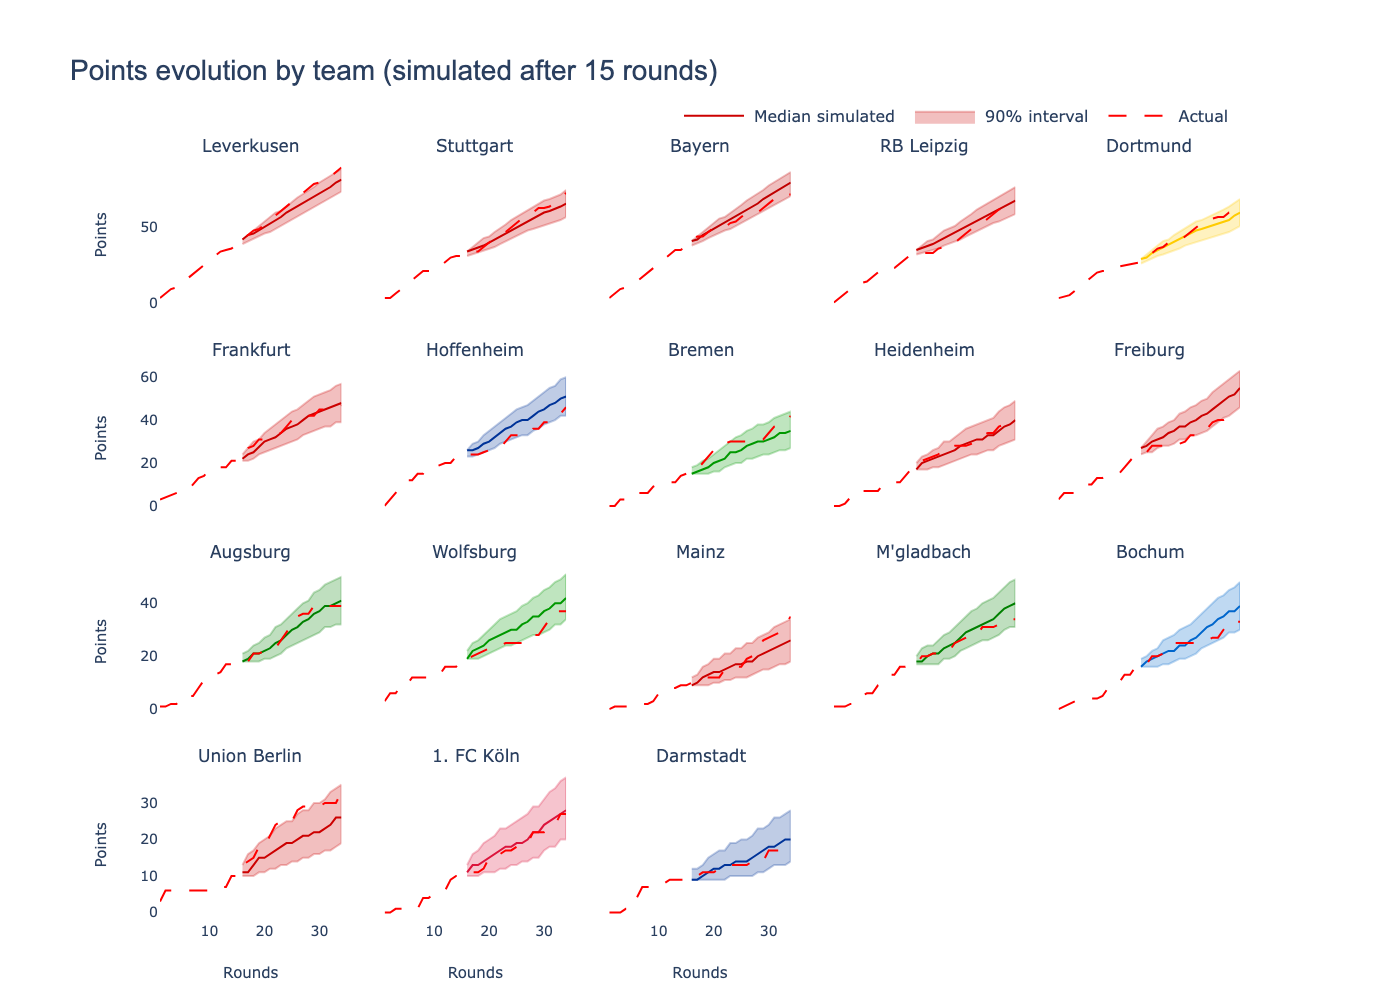 Points evolution by team (simulated after 15 rounds)
Median simulated 90% interval Actual
Leverkusen Stuttgart Bayern RB Leipzig Dortmund
Points
50
0
Frankfurt Hoffenheim Bremen Heidenheim Freiburg
Points
60
40
20
0
Augsburg Wolfsburg Mainz M'gladbach Bochum
Points
40
20
0
Union Berlin 1. FC Köln Darmstadt
Points
30
20
10
0
10 20 30 10 20 30 10 20 30
Rounds Rounds Rounds